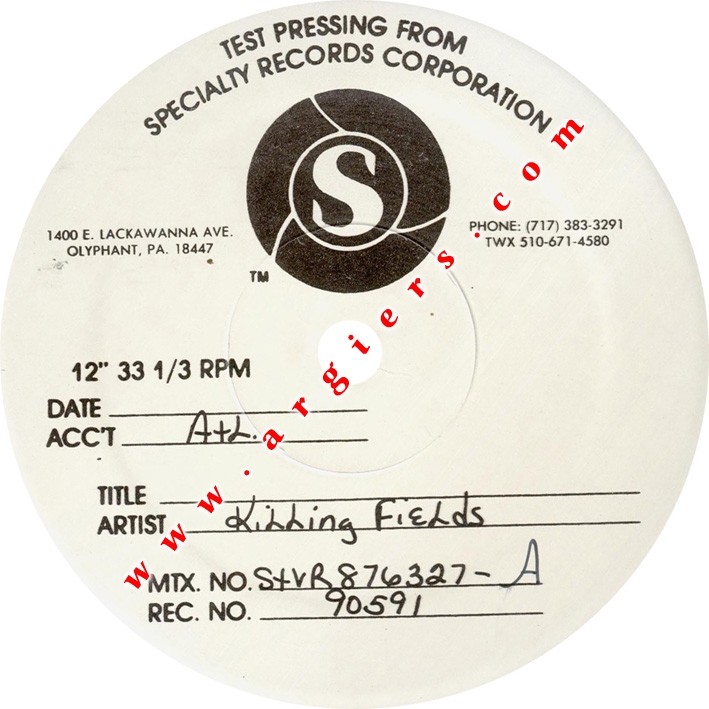 TEST PRESSING FROM
SPECIALTY RECORDS CORPORATION
S
1400 E. LACKAWANNA AVE.
OLYPHANT, PA. 18447
PHONE: (717) 383-3291
TWX 510-671-4580
TM
12" 33 1/3 RPM
DATE
ACC'T AtL.
TITLE
ARTIST Killing Fields
MTX. NO. StVR876327-A
REC. NO. 90591
www.argiers.com